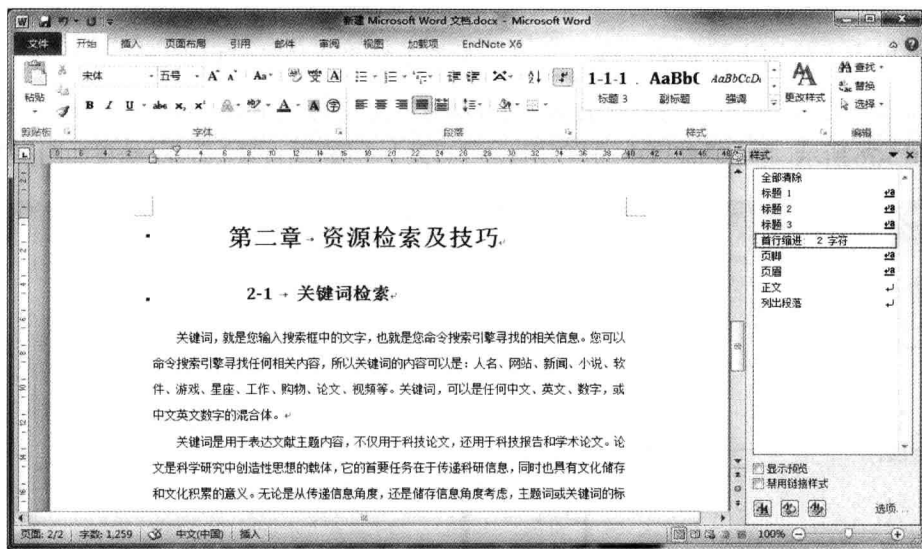 新建 Microsoft Word 文档.docx - Microsoft Word
文件 开始 插入 页面布局 引用 邮件 审阅 视图 加载项 EndNote X6
粘贴
剪贴板
宋体 五号
字体
段落
1-1-1 AaBb( AaBbCcDc
标题 3 副标题 强调
更改样式
样式
查找
替换
选择
编辑
第二章 资源检索及技巧
2-1 关键词检索
关键词，就是您输入搜索框中的文字，也就是您命令搜索引擎寻找的相关信息。您可以
命令搜索引擎寻找任何相关内容，所以关键词的内容可以是：人名、网站、新闻、小说、软
件、游戏、星座、工作、购物、论文、视频等。关键词，可以是任何中文、英文、数字，或
中文英文数字的混合体。
关键词是用于表达文献主题内容，不仅用于科技论文，还用于科技报告和学术论文。论
文是科学研究中创造性思想的载体，它的首要任务在于传递科研信息，同时也具有文化储存
和文化积累的意义。无论是从传递信息角度，还是储存信息角度考虑，主题词或关键词的标
样式
全部清除
标题 1
标题 2
标题 3
首行缩进 2 字符
页脚
页眉
正文
列出段落
显示预览
禁用链接样式
选项...
页面: 2/2 字数: 1,259 中文(中国) 插入 100%